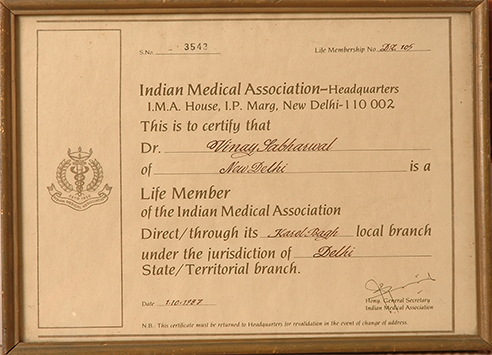 S.No. 3543 Life Membership No. DZ 105
Indian Medical Association-Headquarters
I.M.A. House, I.P. Marg, New Delhi-110 002
This is to certify that
Dr. Vinay Sabharwal
of New Delhi is a
Life Member
of the Indian Medical Association
Direct/through its Karol Bagh local branch
under the jurisdiction of Delhi
State/Territorial branch.
Date 1.10.1987
Hony. General Secretary
Indian Medical Association
N.B. This certificate must be returned to Headquarters for revalidation in the event of change of address.